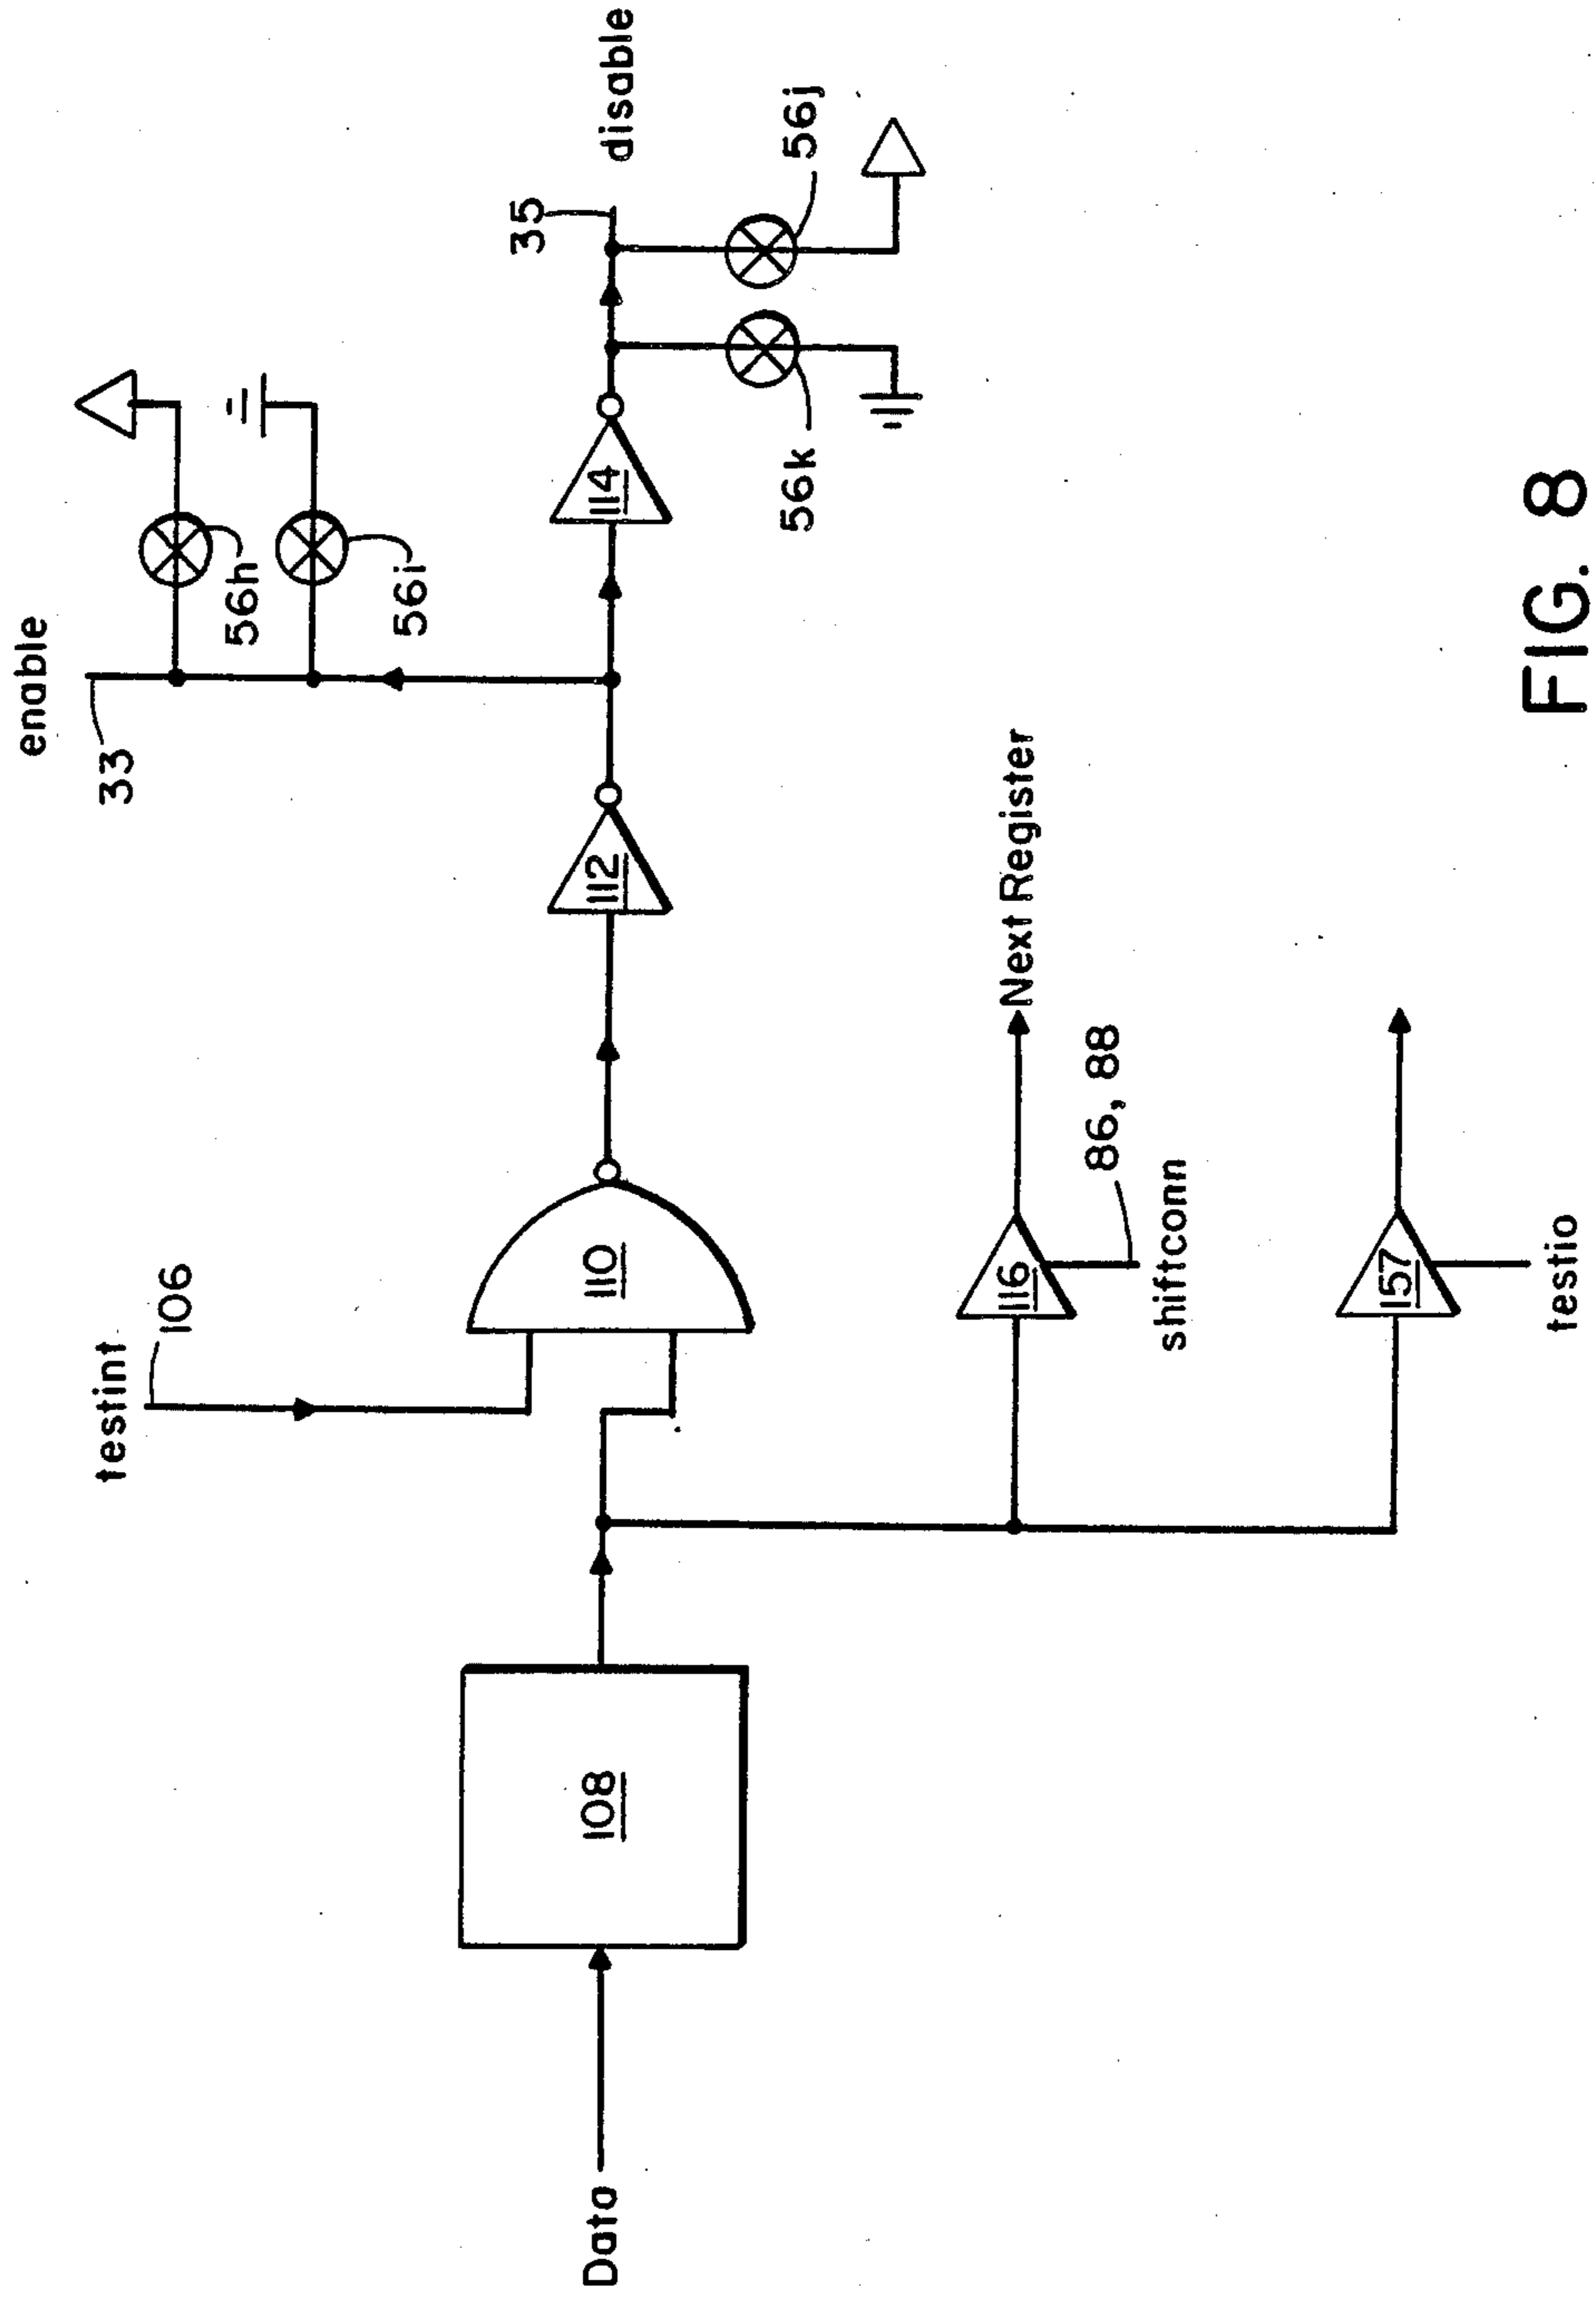 enable
33
56h
56i
disable
35
56j
56k
114
112
testint
106
110
108
Data
Next Register
116
86, 88
shiftconn
157
testio
FIG. 8